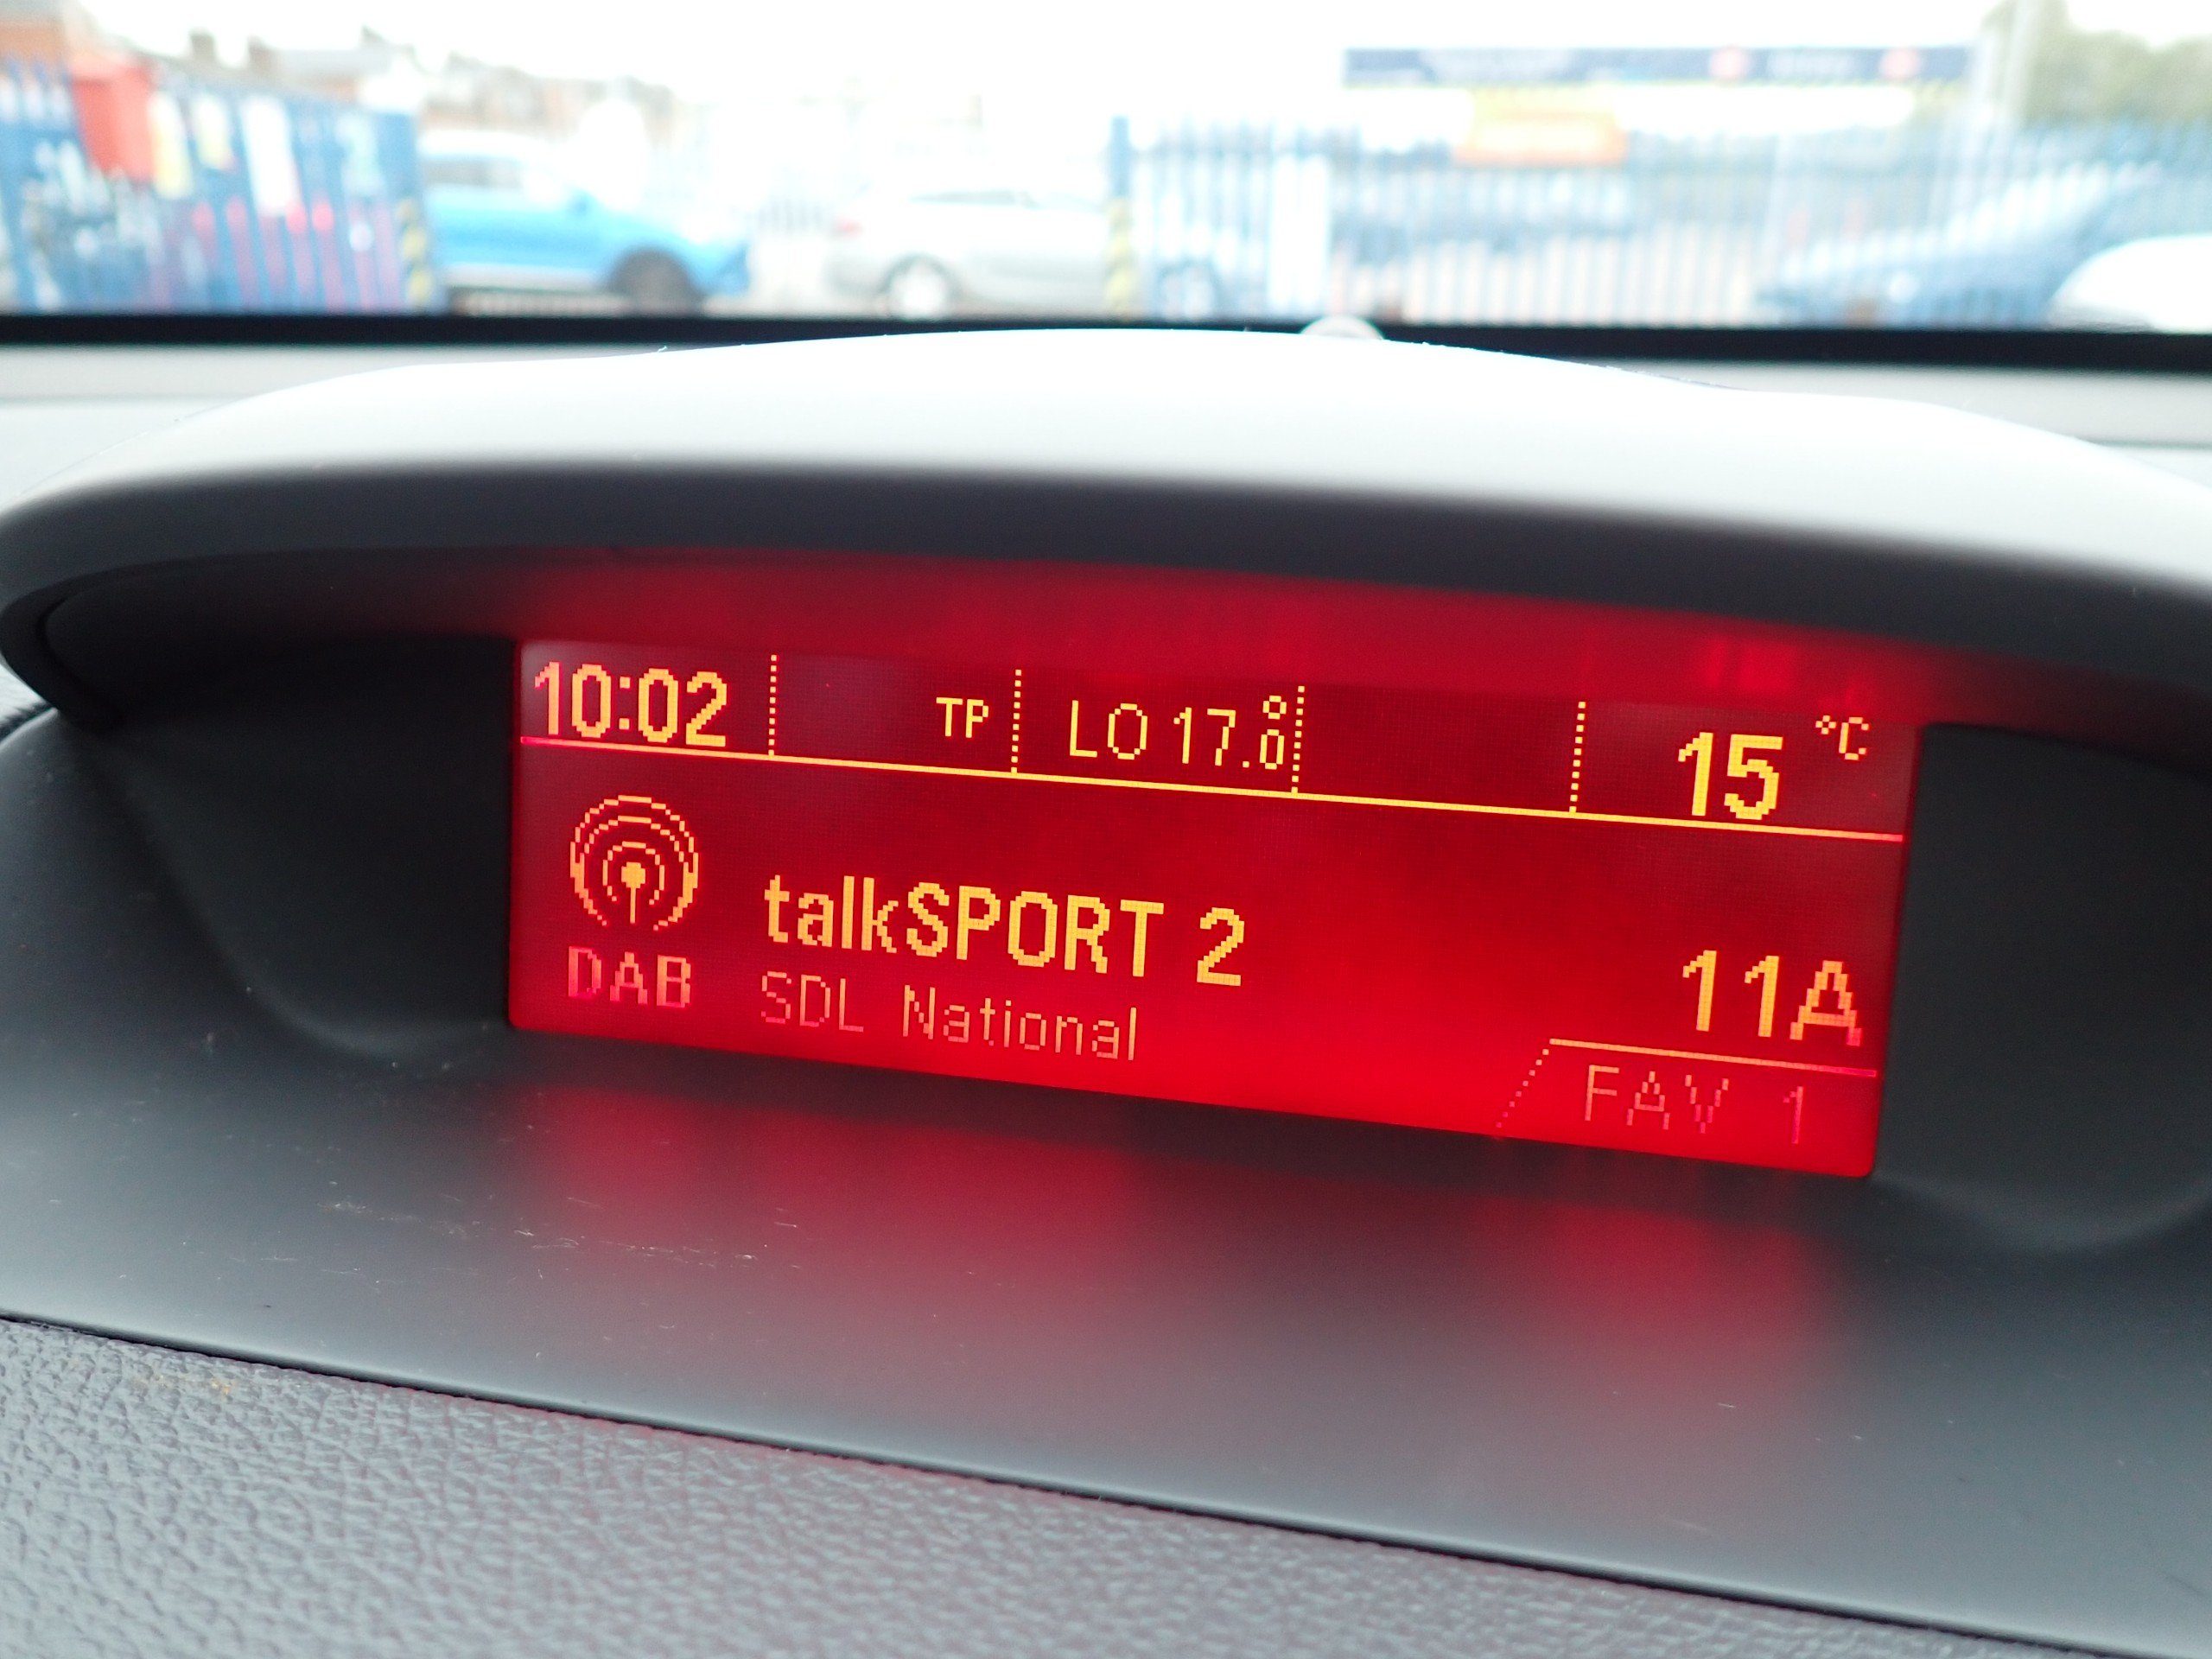 10:02 TP LO 17.0° 15 °C
talkSPORT 2
DAB SDL National 11A
FAV 1